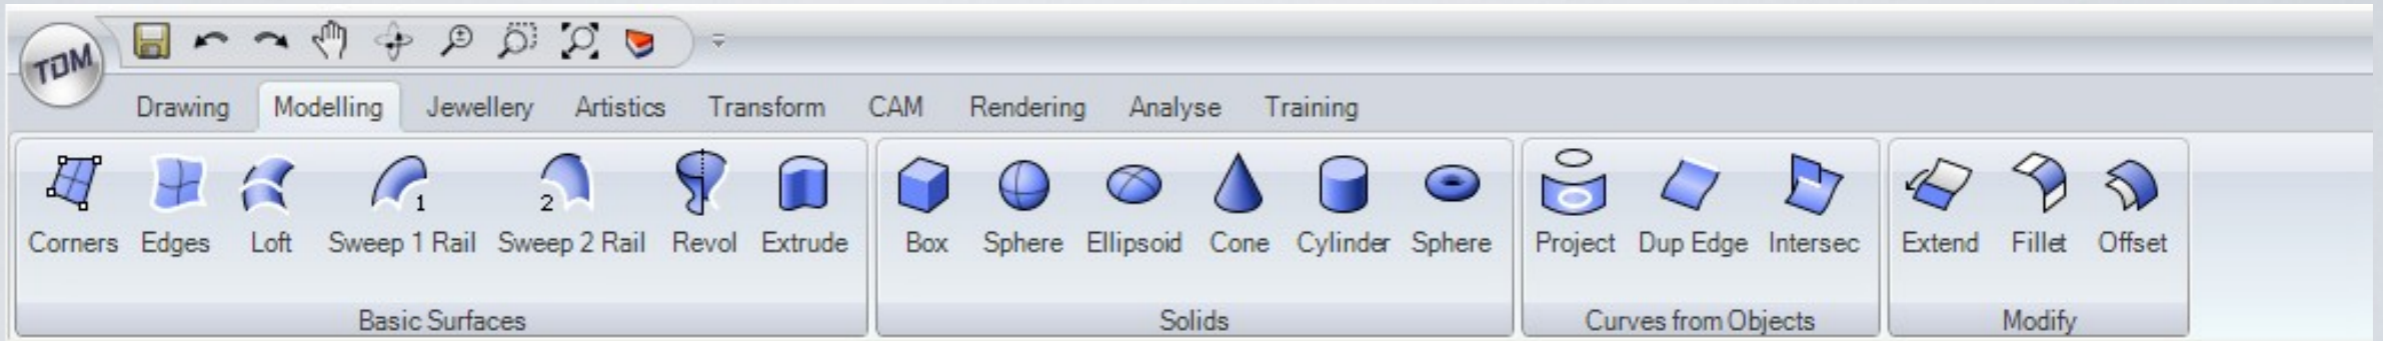 TDM
Drawing Modelling Jewellery Artistics Transform CAM Rendering Analyse Training
1 2
Corners Edges Loft Sweep 1 Rail Sweep 2 Rail Revol Extrude Box Sphere Ellipsoid Cone Cylinder Sphere Project Dup Edge Intersec Extend Fillet Offset
Basic Surfaces Solids Curves from Objects Modify